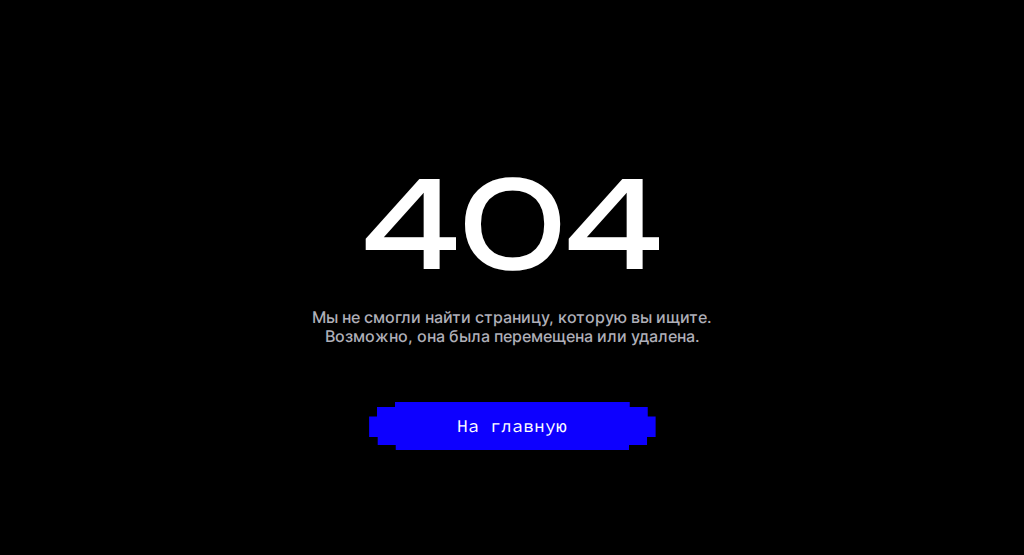 404
Мы не смогли найти страницу, которую вы ищите.
Возможно, она была перемещена или удалена.
На главную